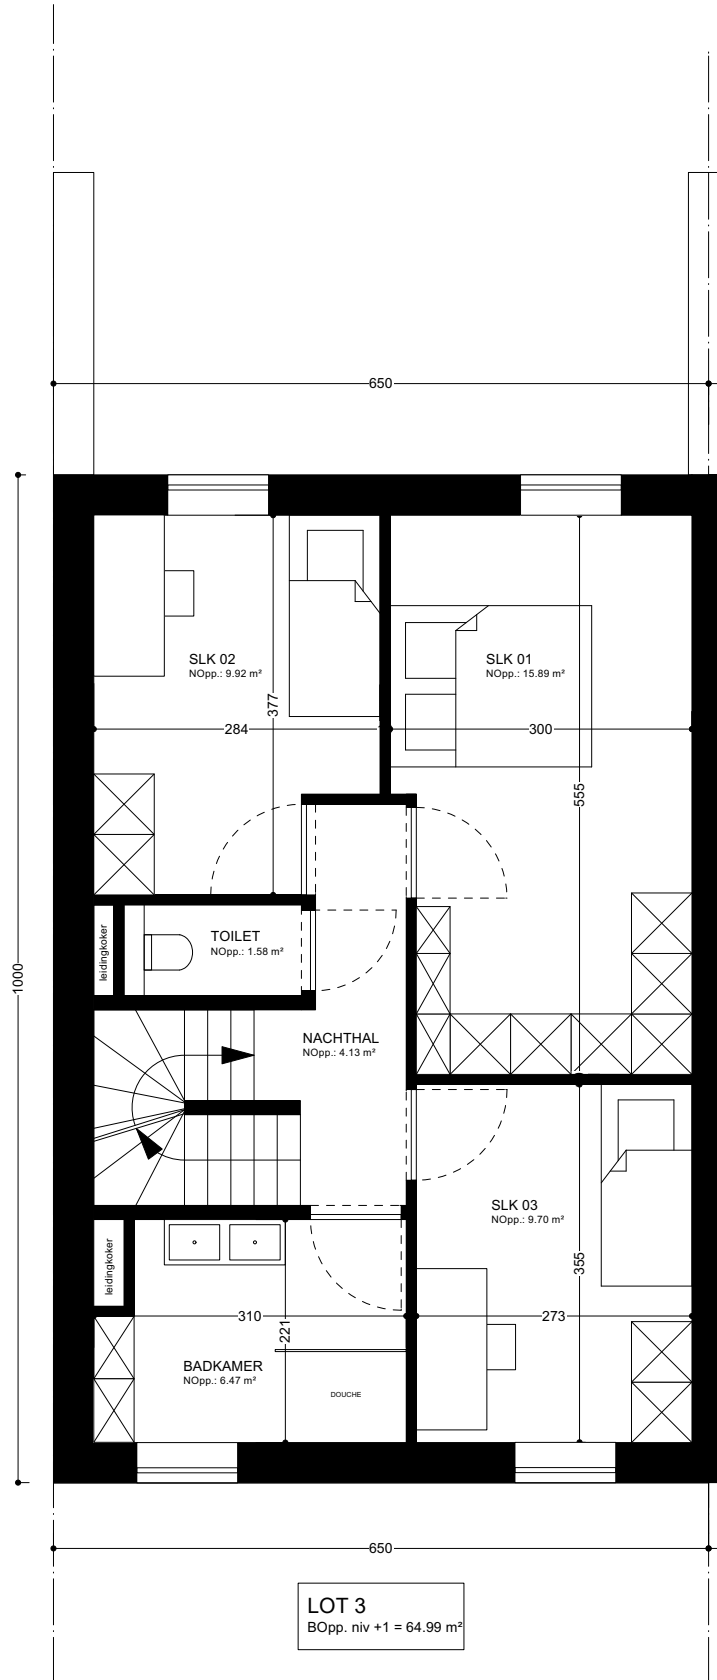 650
1000
SLK 02
NOpp.: 9.92 m²
SLK 01
NOpp.: 15.89 m²
377
284
300
555
leidingkoker
TOILET
NOpp.: 1.58 m²
NACHTHAL
NOpp.: 4.13 m²
SLK 03
NOpp.: 9.70 m²
leidingkoker
355
310
221
273
BADKAMER
NOpp.: 6.47 m²
DOUCHE
650
LOT 3
BOpp. niv +1 = 64.99 m²